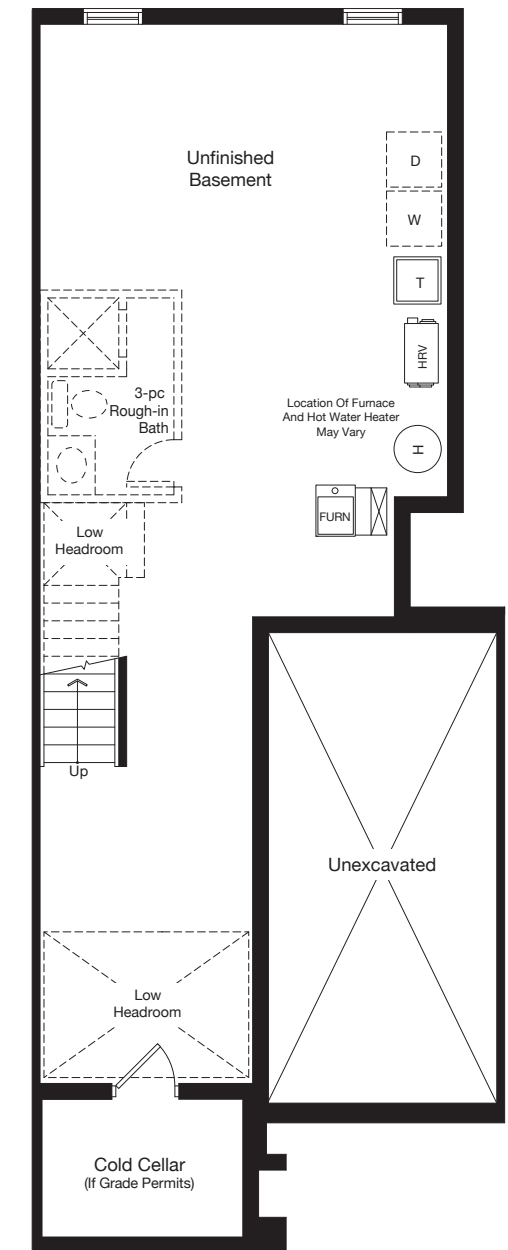 Unfinished
Basement
D
W
T
HRV
3-pc
Rough-in
Bath
Location Of Furnace
And Hot Water Heater
May Vary
H
FURN
Low
Headroom
Up
Unexcavated
Low
Headroom
Cold Cellar
(If Grade Permits)